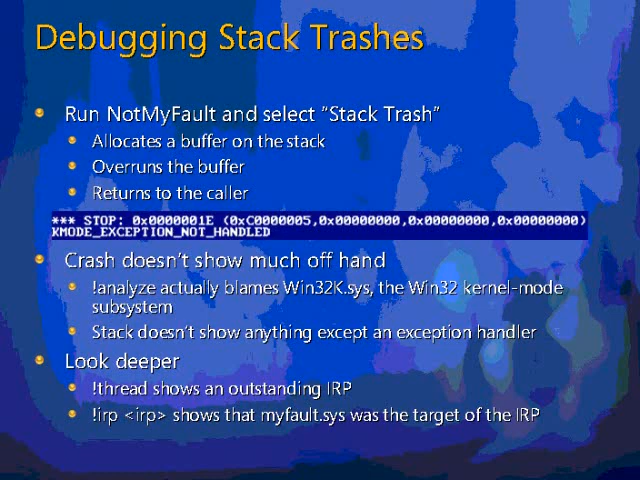 Debugging Stack Trashes
Run NotMyFault and select “Stack Trash”
Allocates a buffer on the stack
Overruns the buffer
Returns to the caller
*** STOP: 0x0000001E (0xC0000005,0x00000000,0x00000000,0x00000000)
KMODE_EXCEPTION_NOT_HANDLED
Crash doesn’t show much off hand
!analyze actually blames Win32K.sys, the Win32 kernel-mode
subsystem
Stack doesn’t show anything except an exception handler
Look deeper
!thread shows an outstanding IRP
!irp <irp> shows that myfault.sys was the target of the IRP